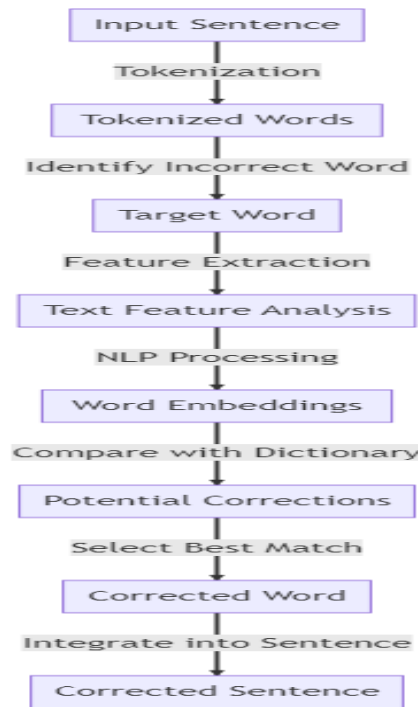 Input Sentence
Tokenization
Tokenized Words
Identify Incorrect Word
Target Word
Feature Extraction
Text Feature Analysis
NLP Processing
Word Embeddings
Compare with Dictionary
Potential Corrections
Select Best Match
Corrected Word
Integrate into Sentence
Corrected Sentence